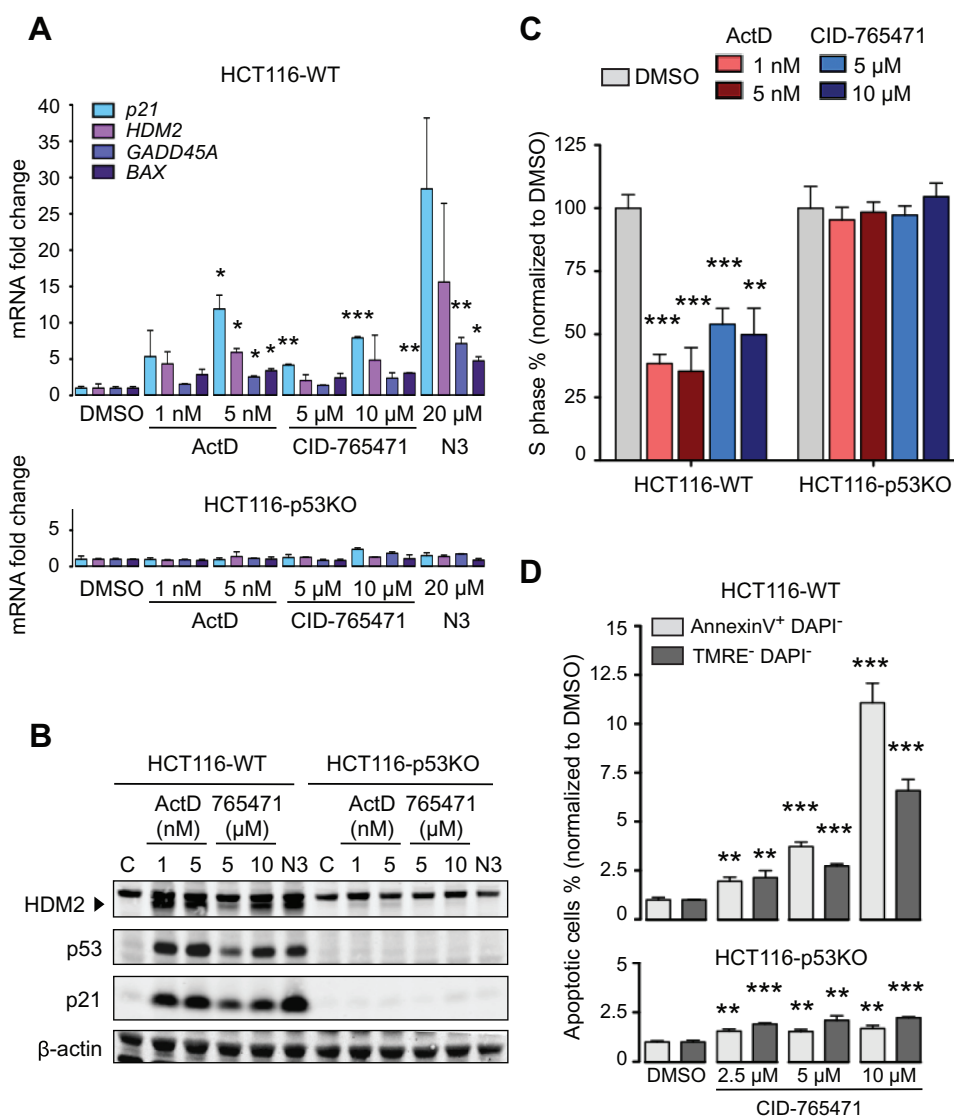 A
HCT116-WT
mRNA fold change
40
35
30
25
20
15
10
5
0
p21
HDM2
GADD45A
BAX
* * * * ** *** ** ** *
DMSO 1 nM 5 nM 5 µM 10 µM 20 µM
ActD CID-765471 N3
HCT116-p53KO
mRNA fold change
5
0
DMSO 1 nM 5 nM 5 µM 10 µM 20 µM
ActD CID-765471 N3
B
HCT116-WT HCT116-p53KO
ActD 765471 ActD 765471
(nM) (µM) (nM) (µM)
C 1 5 5 10 N3 C 1 5 5 10 N3
HDM2
p53
p21
β-actin
C
ActD CID-765471
DMSO 1 nM 5 µM
5 nM 10 µM
S phase % (normalized to DMSO)
125
100
75
50
25
0
*** *** *** **
HCT116-WT HCT116-p53KO
D
HCT116-WT
Apoptotic cells % (normalized to DMSO)
15
12.5
10
7.5
5
2.5
0
AnnexinV⁺ DAPI⁻
TMRE⁻ DAPI⁻
** ** *** *** *** ***
HCT116-p53KO
5
2.5
0
** *** ** ** ** ***
DMSO 2.5 µM 5 µM 10 µM
CID-765471